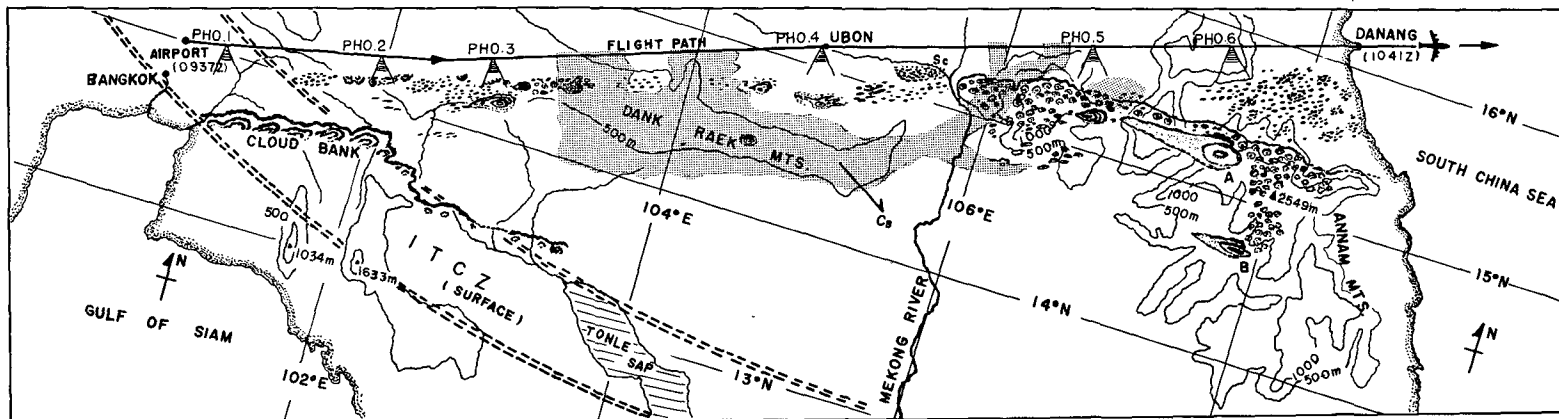 PHO.1
AIRPORT
(0937Z)
BANGKOK
PHO.2
PHO.3
FLIGHT PATH
PHO.4
UBON
Sc
PHO.5
PHO.6
DANANG
(1041Z)
16°N
CLOUD BANK
DANK RAEK MTS.
500m
1000
500m
SOUTH CHINA SEA
104°E
Cs
106°E
A
1000
500m
2549m
ANNAM MTS.
B
15°N
500
1034m
1633m
ITCZ
(SURFACE)
N
GULF OF SIAM
14°N
N
TONLE SAP
13°N
MEKONG RIVER
102°E
1000
500m